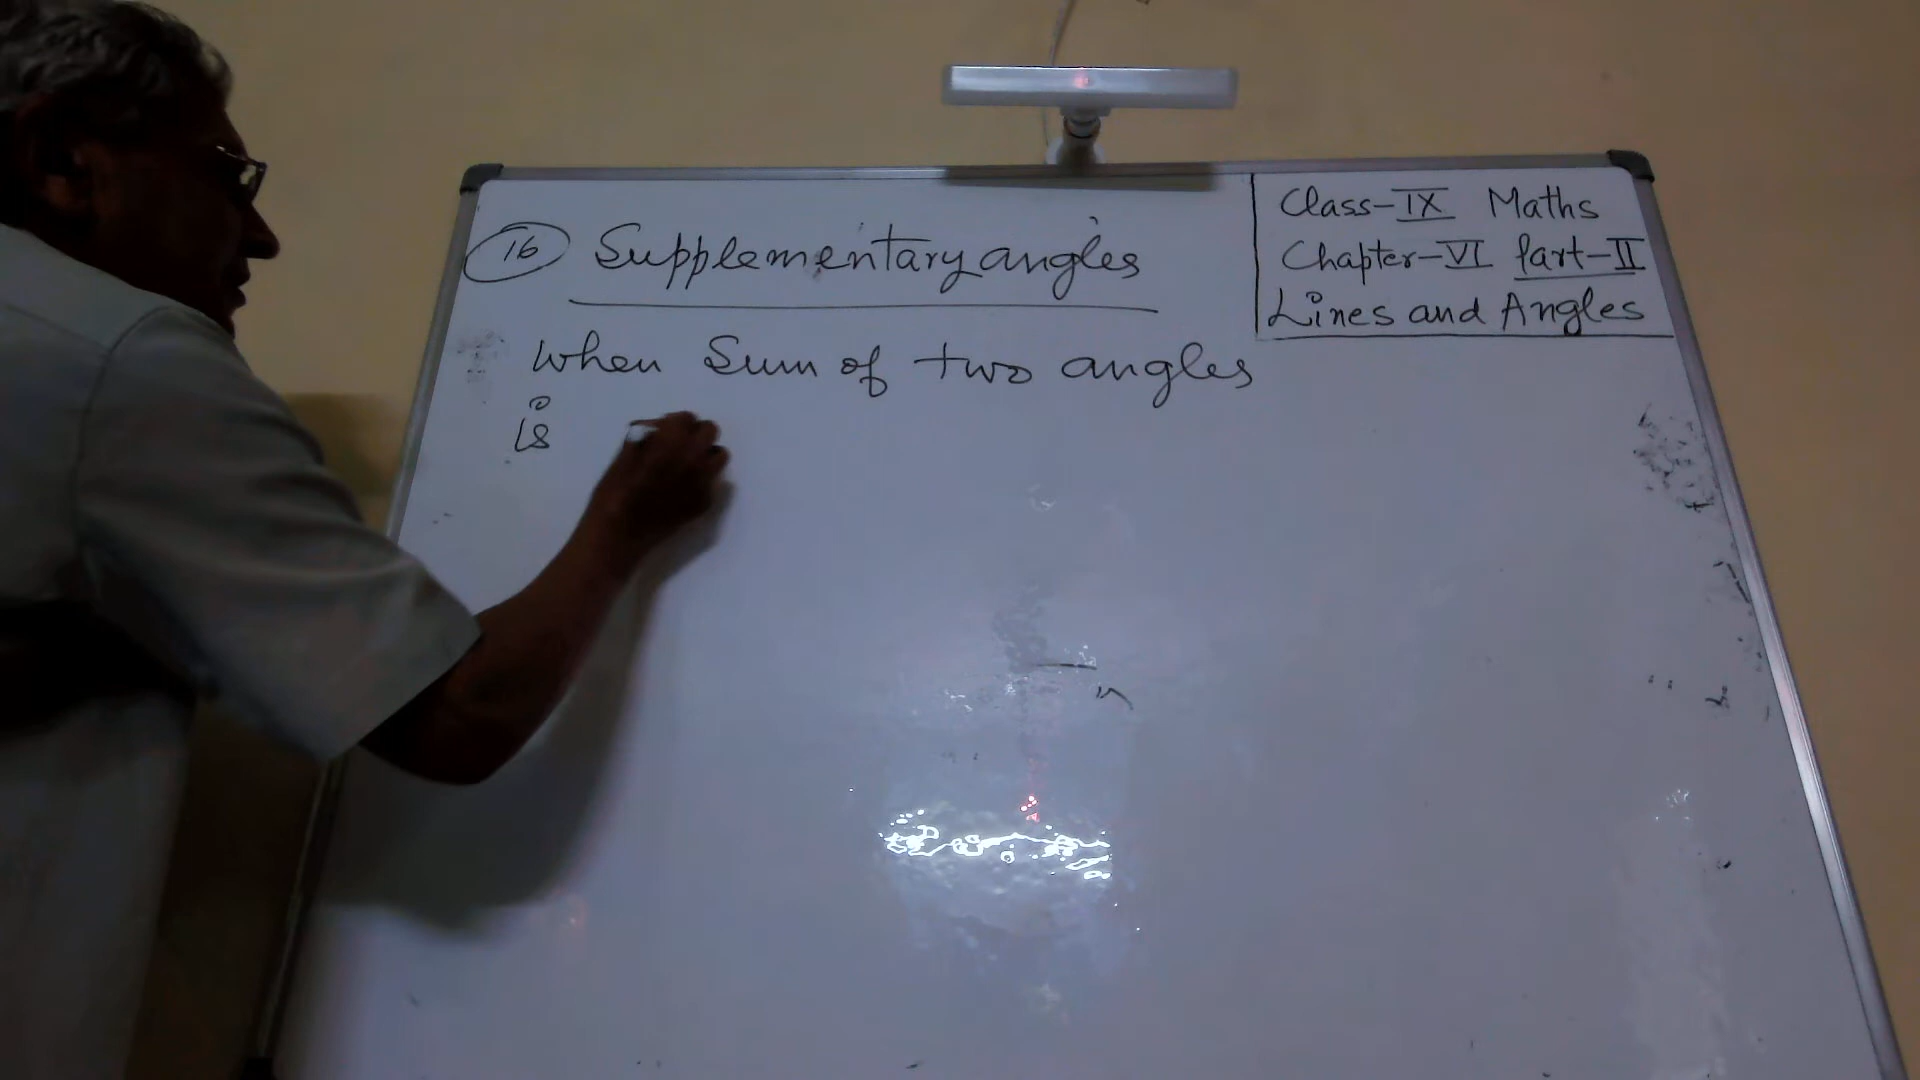 16 Supplementary angles
Class-IX Maths
Chapter-VI Part-II
Lines and Angles
When Sum of two angles
is